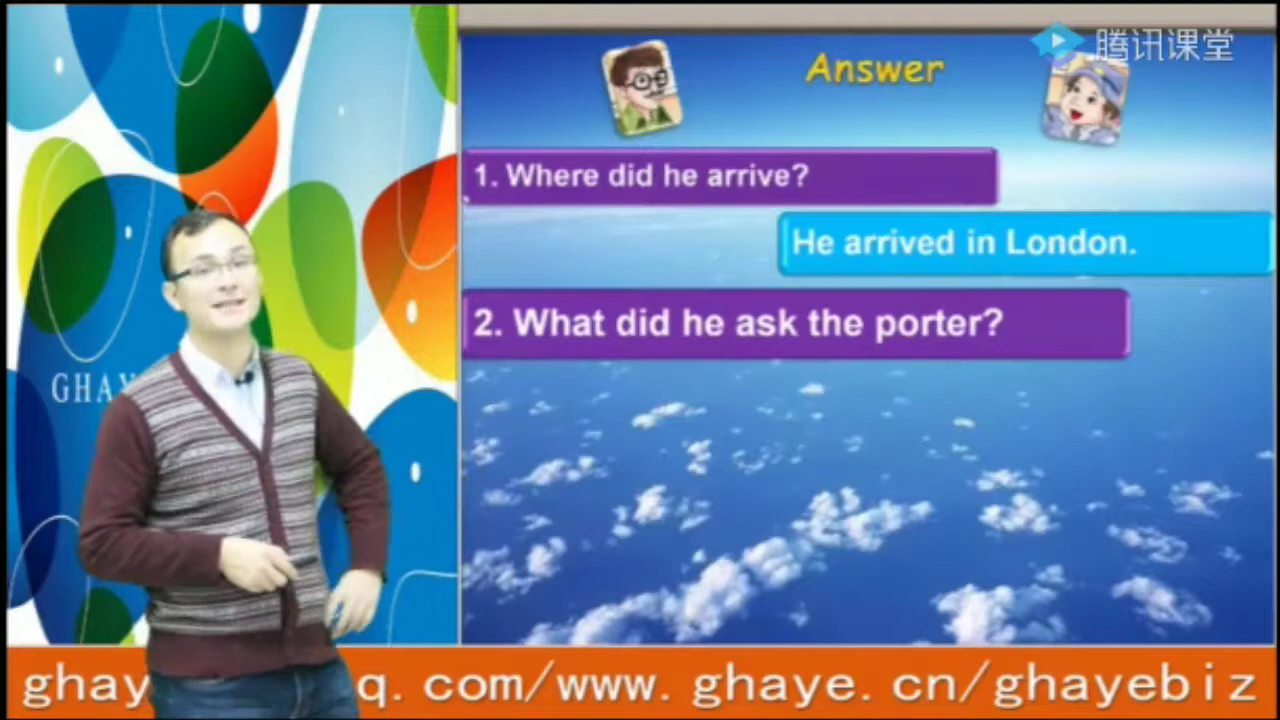 腾讯课堂
Answer
1. Where did he arrive?
He arrived in London.
2. What did he ask the porter?
GHAY
ghay q. com/www. ghaye. cn/ghayebiz